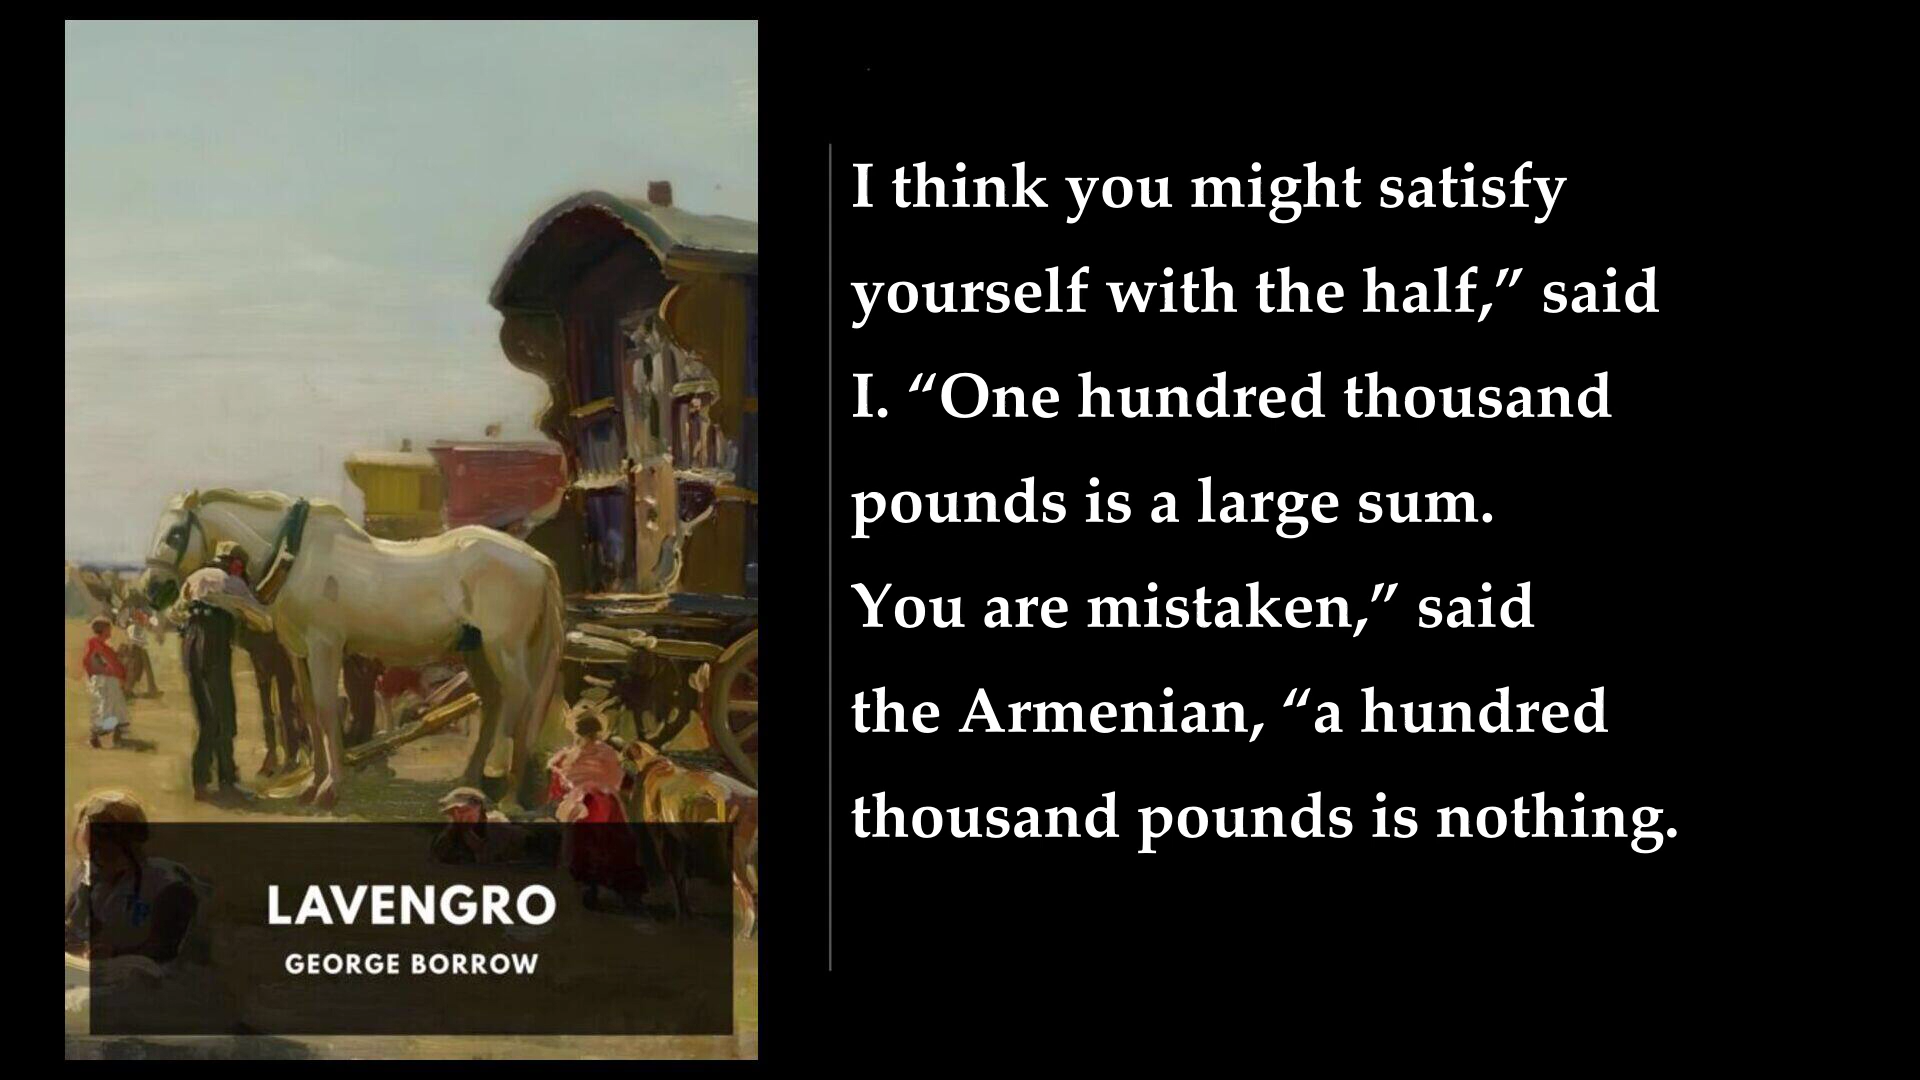 LAVENGRO
GEORGE BORROW
I think you might satisfy
yourself with the half,” said
I. “One hundred thousand
pounds is a large sum.
You are mistaken,” said
the Armenian, “a hundred
thousand pounds is nothing.